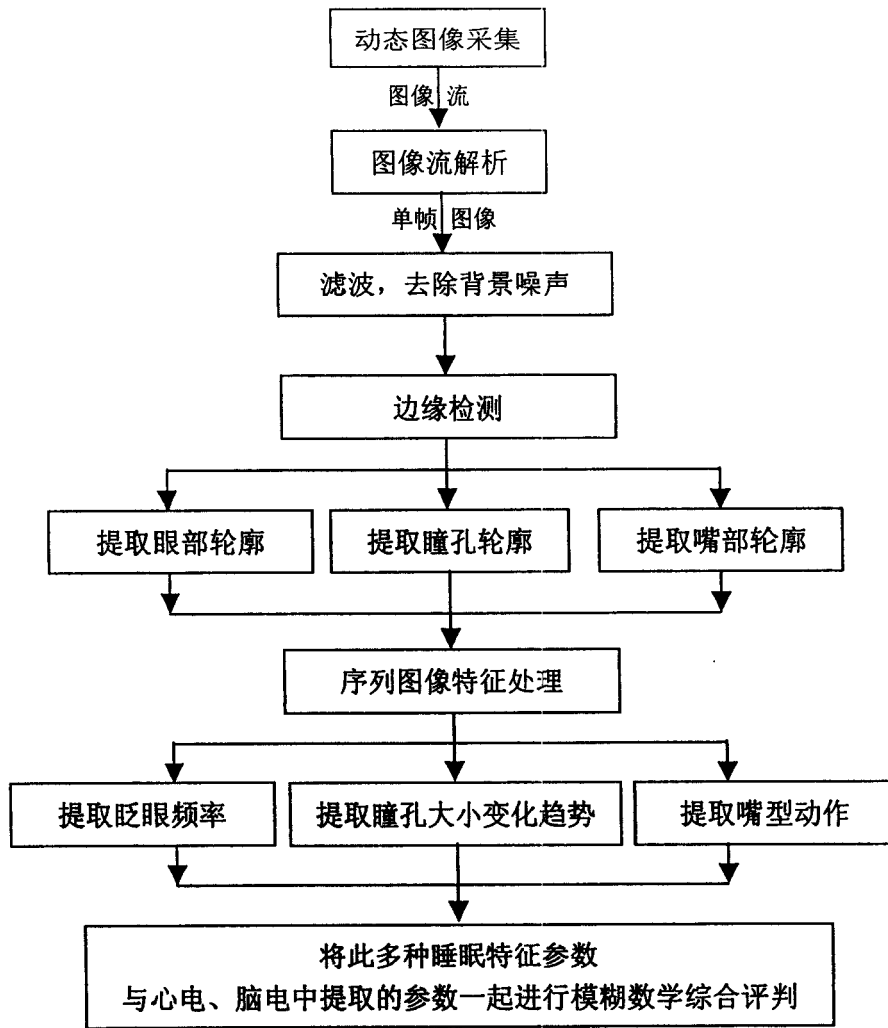 动态图像采集
图像 流
图像流解析
单帧 图像
滤波，去除背景噪声
边缘检测
提取眼部轮廓
提取瞳孔轮廓
提取嘴部轮廓
序列图像特征处理
提取眨眼频率
提取瞳孔大小变化趋势
提取嘴型动作
将此多种睡眠特征参数
与心电、脑电中提取的参数一起进行模糊数学综合评判